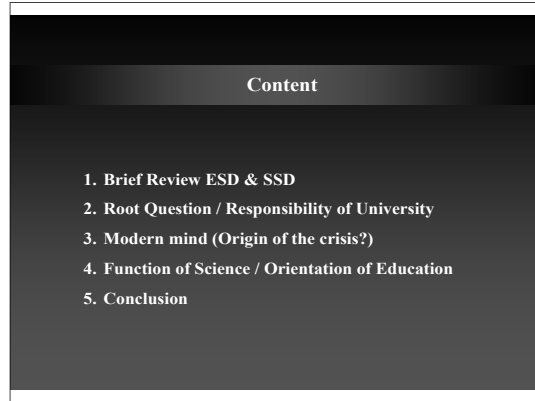 Content
1. Brief Review ESD & SSD
2. Root Question / Responsibility of University
3. Modern mind (Origin of the crisis?)
4. Function of Science / Orientation of Education
5. Conclusion